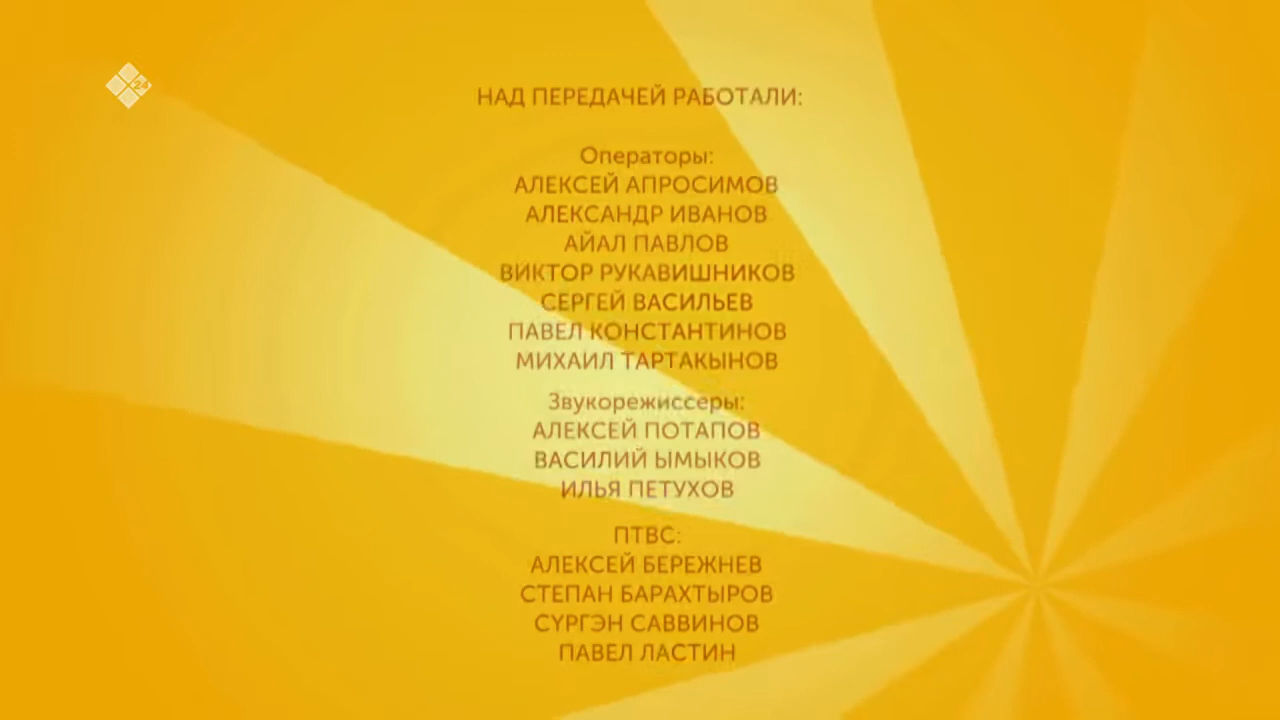 24
НАД ПЕРЕДАЧЕЙ РАБОТАЛИ:
Операторы:
АЛЕКСЕЙ АПРОСИМОВ
АЛЕКСАНДР ИВАНОВ
АЙАЛ ПАВЛОВ
ВИКТОР РУКАВИШНИКОВ
СЕРГЕЙ ВАСИЛЬЕВ
ПАВЕЛ КОНСТАНТИНОВ
МИХАИЛ ТАРТАКЫНОВ
Звукорежиссеры:
АЛЕКСЕЙ ПОТАПОВ
ВАСИЛИЙ ЫМЫКОВ
ИЛЬЯ ПЕТУХОВ
ПТВС:
АЛЕКСЕЙ БЕРЕЖНЕВ
СТЕПАН БАРАХТЫРОВ
СҮРГЭН САВВИНОВ
ПАВЕЛ ЛАСТИН